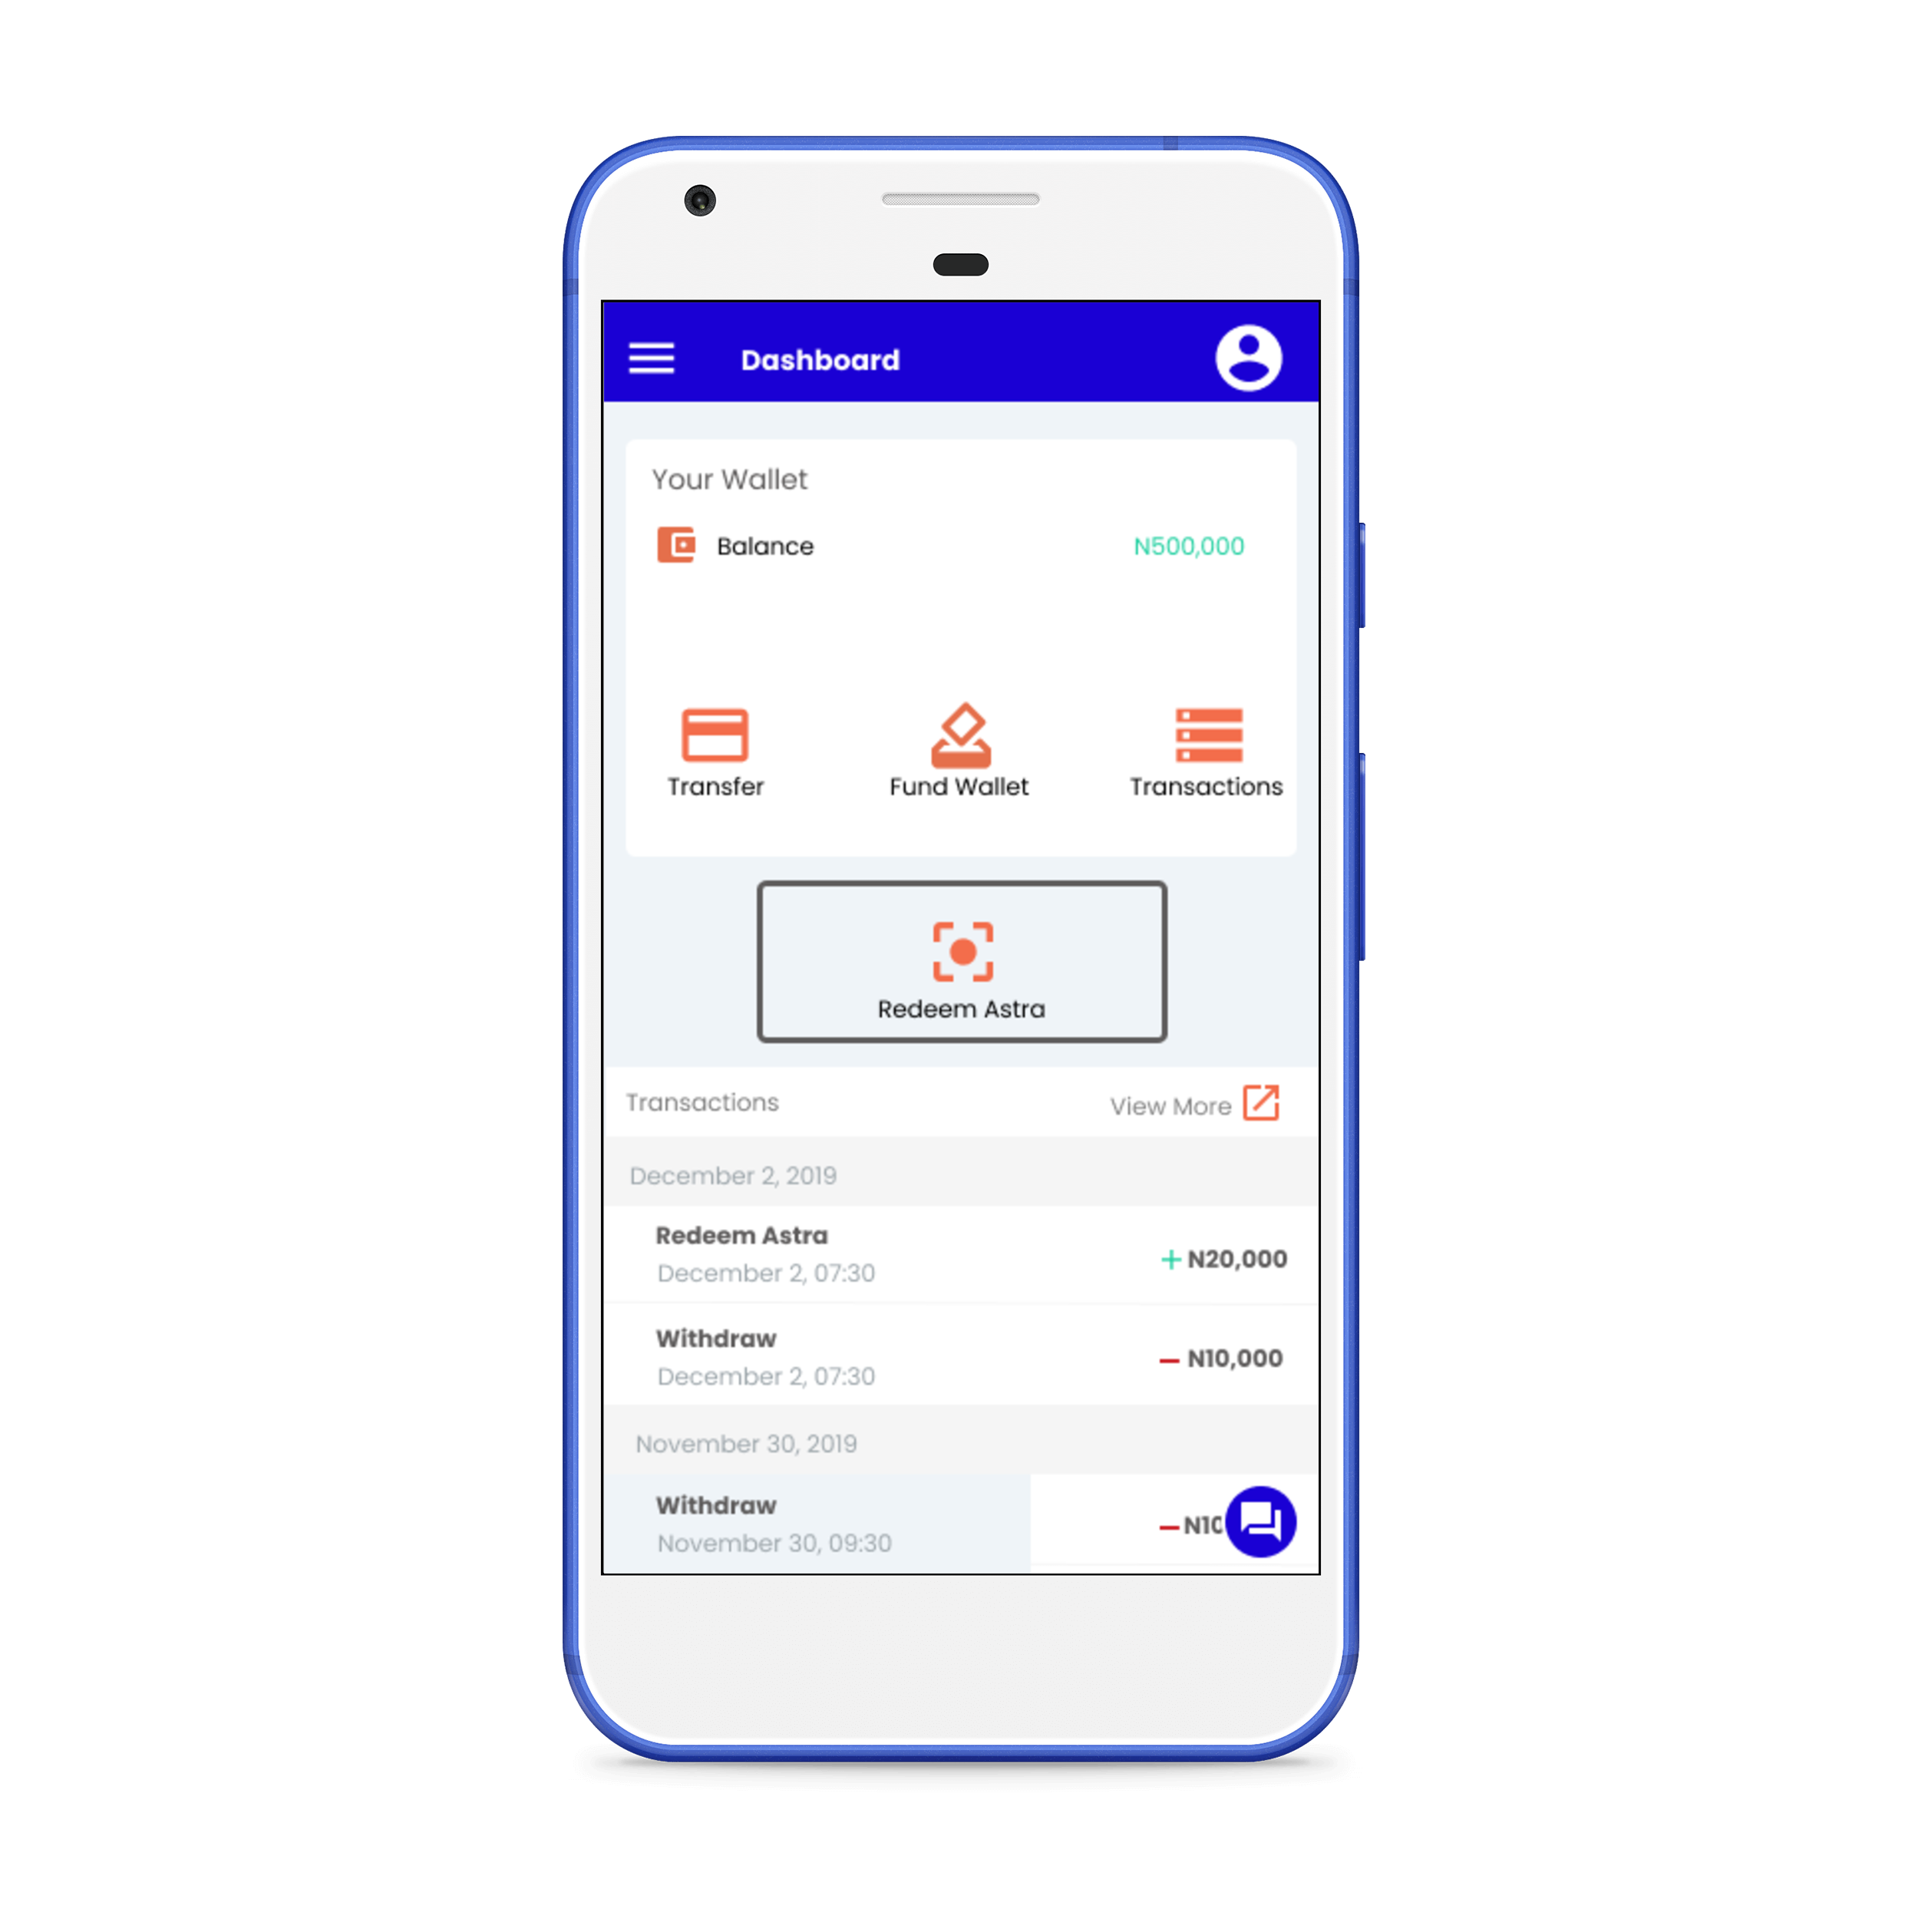 Dashboard
Your Wallet
Balance N500,000
Transfer Fund Wallet Transactions
Redeem Astra
Transactions View More
December 2, 2019
Redeem Astra
+ N20,000
December 2, 07:30
Withdraw
− N10,000
December 2, 07:30
November 30, 2019
Withdraw
− 
November 30, 09:30